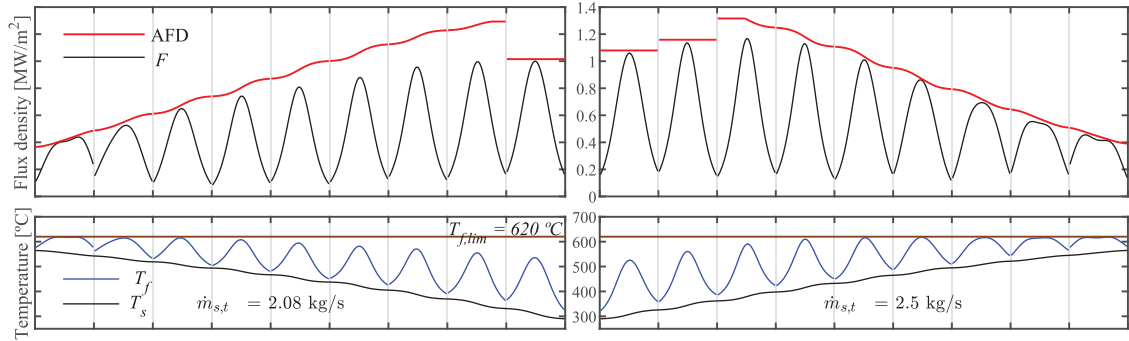 Flux density [MW/m²]
AFD
F
1.4
1.2
1
0.8
0.6
0.4
0.2
0
Temperature [ºC]
T_f,lim = 620 ºC
T_f
T_s
ṁ_s,t = 2.08 kg/s
700
600
500
400
300
ṁ_s,t = 2.5 kg/s